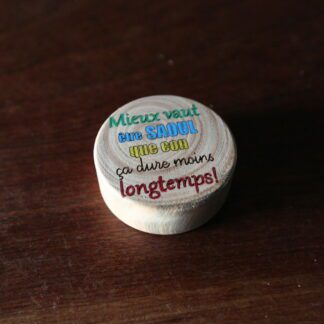 Mieux vaut
être SAOUL
que con
ça dure moins
longtemps!